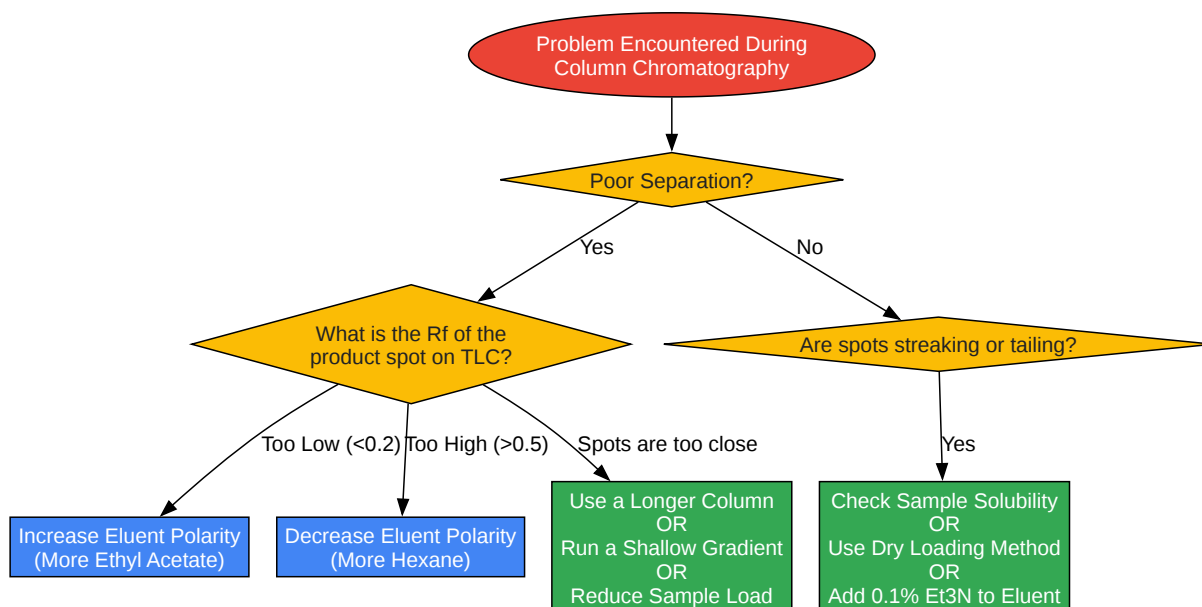 Problem Encountered During
Column Chromatography
Poor Separation?
Yes
No
What is the Rf of the
product spot on TLC?
Are spots streaking or tailing?
Too Low (<0.2)
Too High (>0.5)
Spots are too close
Yes
Increase Eluent Polarity
(More Ethyl Acetate)
Decrease Eluent Polarity
(More Hexane)
Use a Longer Column
OR
Run a Shallow Gradient
OR
Reduce Sample Load
Check Sample Solubility
OR
Use Dry Loading Method
OR
Add 0.1% Et3N to Eluent